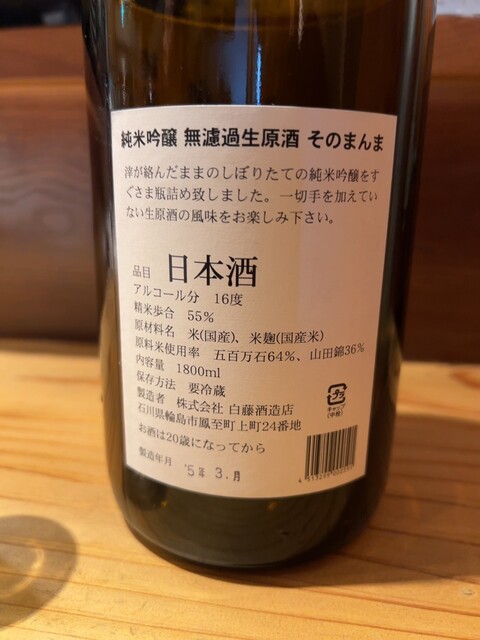 純米吟醸 無濾過生原酒 そのまんま
滓が絡んだままのしぼりたての純米吟醸をす
ぐさま瓶詰め致しました。一切手を加えてい
ない生原酒の風味をお楽しみ下さい。
品目 日本酒
アルコール分 16度
精米歩合 55%
原材料名 米(国産)、米麹(国産米)
原料米使用率 五百万石64%、山田錦36%
内容量 1800ml
保存方法 要冷蔵
製造者 株式会社 白藤酒造店
石川県輪島市鳳至町上町24番地
お酒は20歳になってから
製造年月 '5年 3.月
キャップ
(中栓)